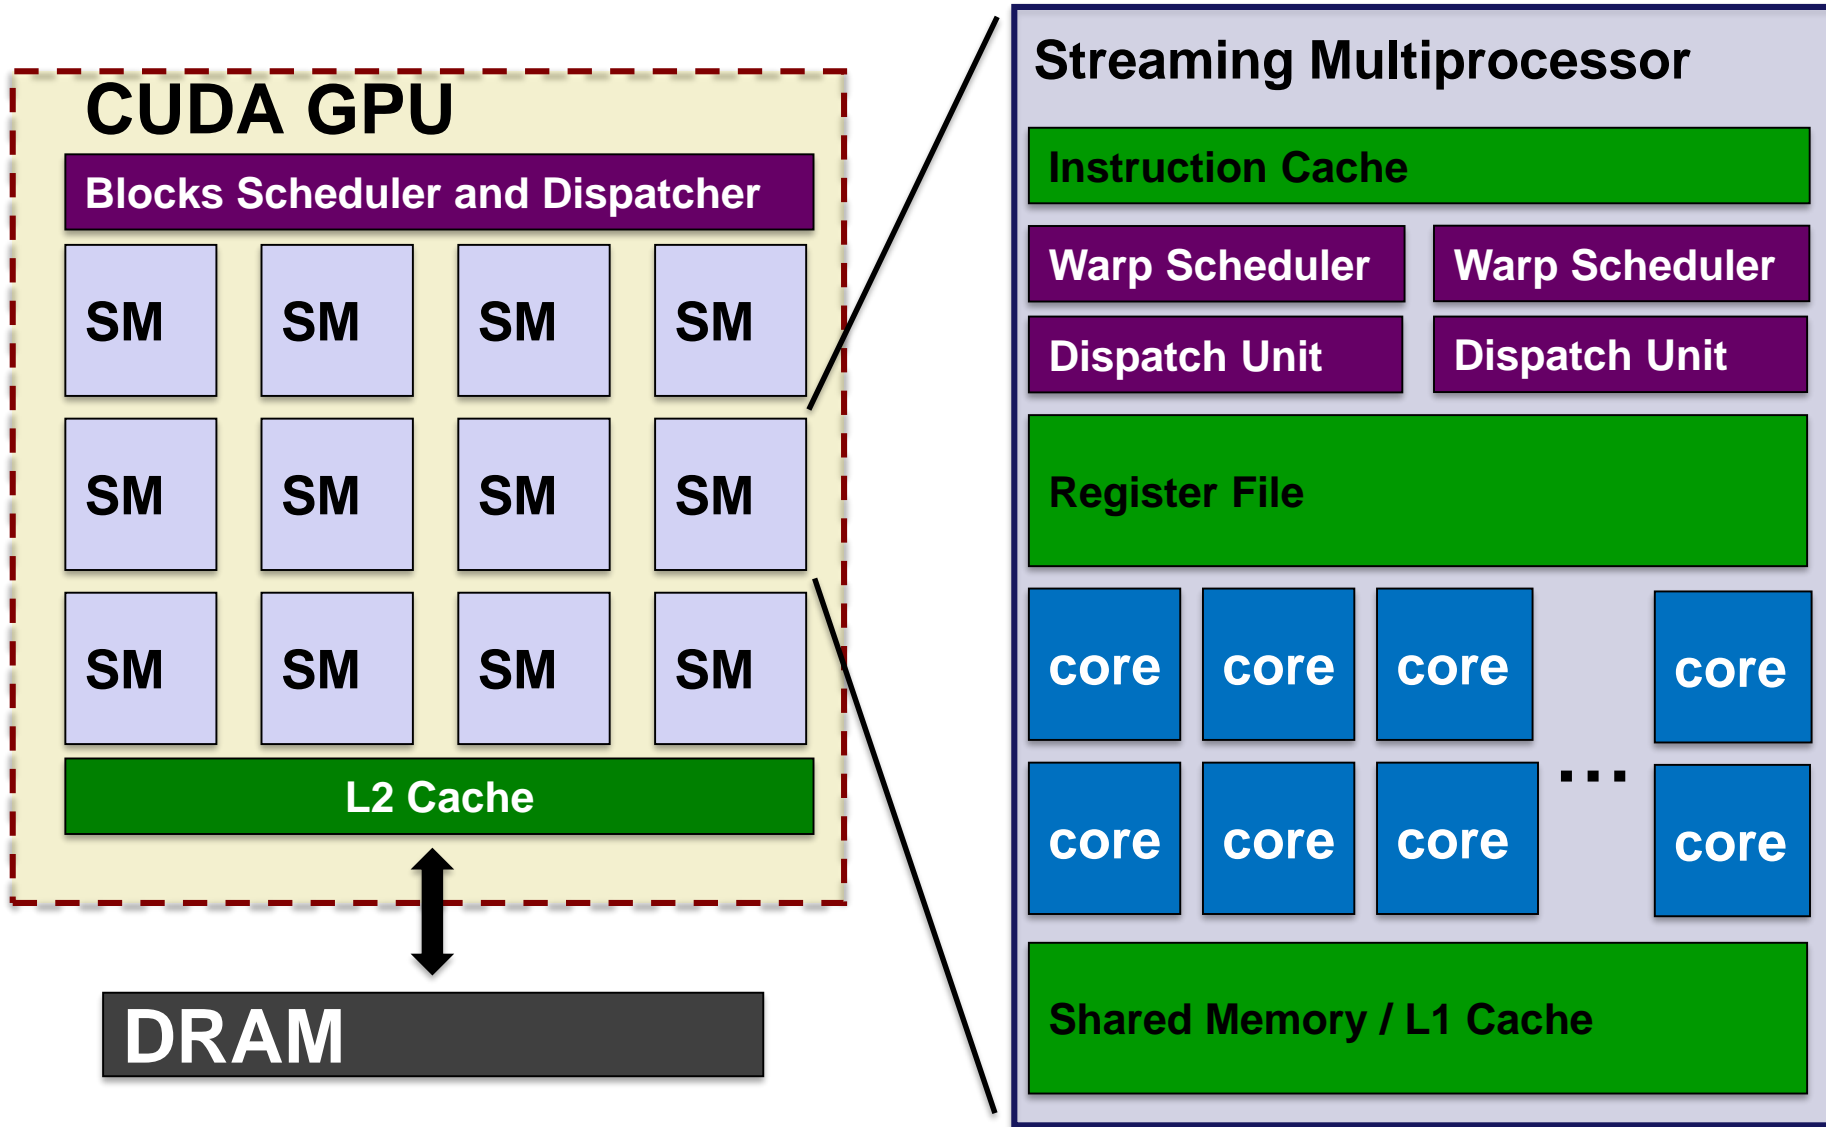 CUDA GPU
Blocks Scheduler and Dispatcher
SM SM SM SM
SM SM SM SM
SM SM SM SM
L2 Cache
DRAM
Streaming Multiprocessor
Instruction Cache
Warp Scheduler Warp Scheduler
Dispatch Unit Dispatch Unit
Register File
core core core core
...
core core core core
Shared Memory / L1 Cache